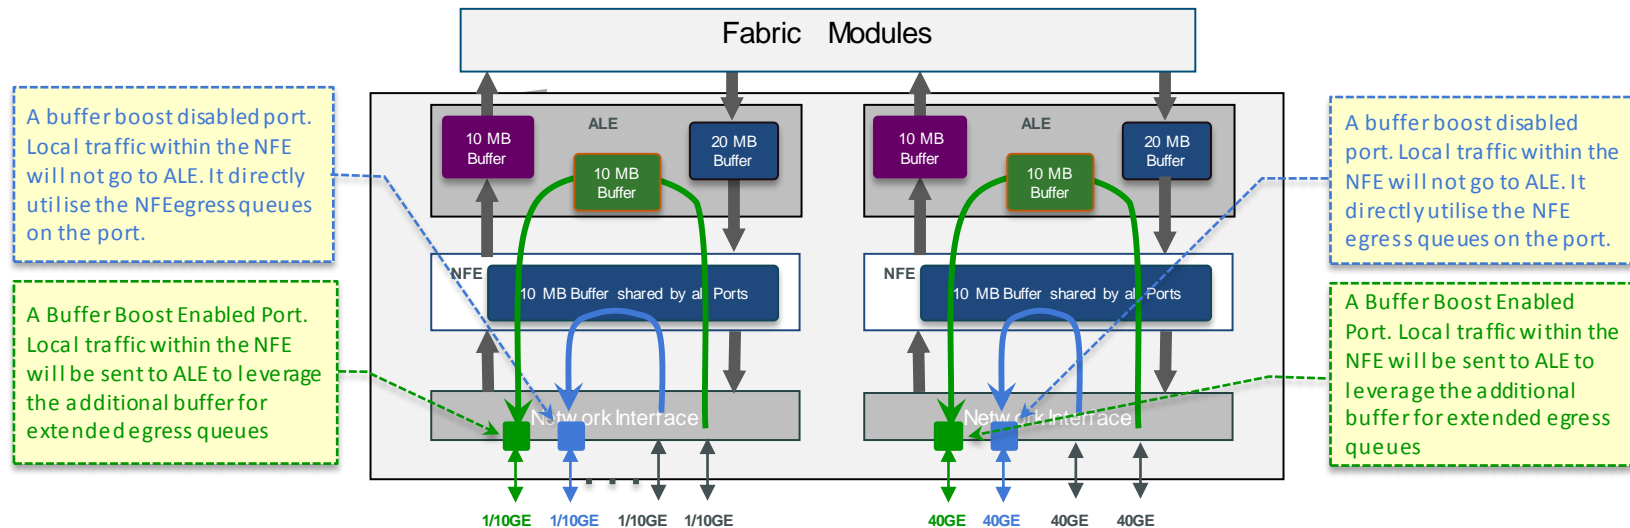 Fabric Modules
A buffer boost disabled port.
Local traffic within the NFE
will not go to ALE. It directly
utilise the NFEegress queues
on the port.
A Buffer Boost Enabled Port.
Local traffic within the NFE
will be sent to ALE to leverage
the additional buffer for
extended egress queues
10 MB
Buffer
ALE
20 MB
Buffer
10 MB
Buffer
NFE
10 MB Buffer shared by all Ports
Network Interface
1/10GE
1/10GE
1/10GE
1/10GE
10 MB
Buffer
ALE
20 MB
Buffer
10 MB
Buffer
NFE
10 MB Buffer shared by all Ports
Network Interface
40GE
40GE
40GE
40GE
A buffer boost disabled
port. Local traffic within the
NFE will not go to ALE. It
directly utilise the NFE
egress queues on the port.
A Buffer Boost Enabled
Port. Local traffic within the
NFE will be sent to ALE to
leverage the additional
buffer for extended egress
queues